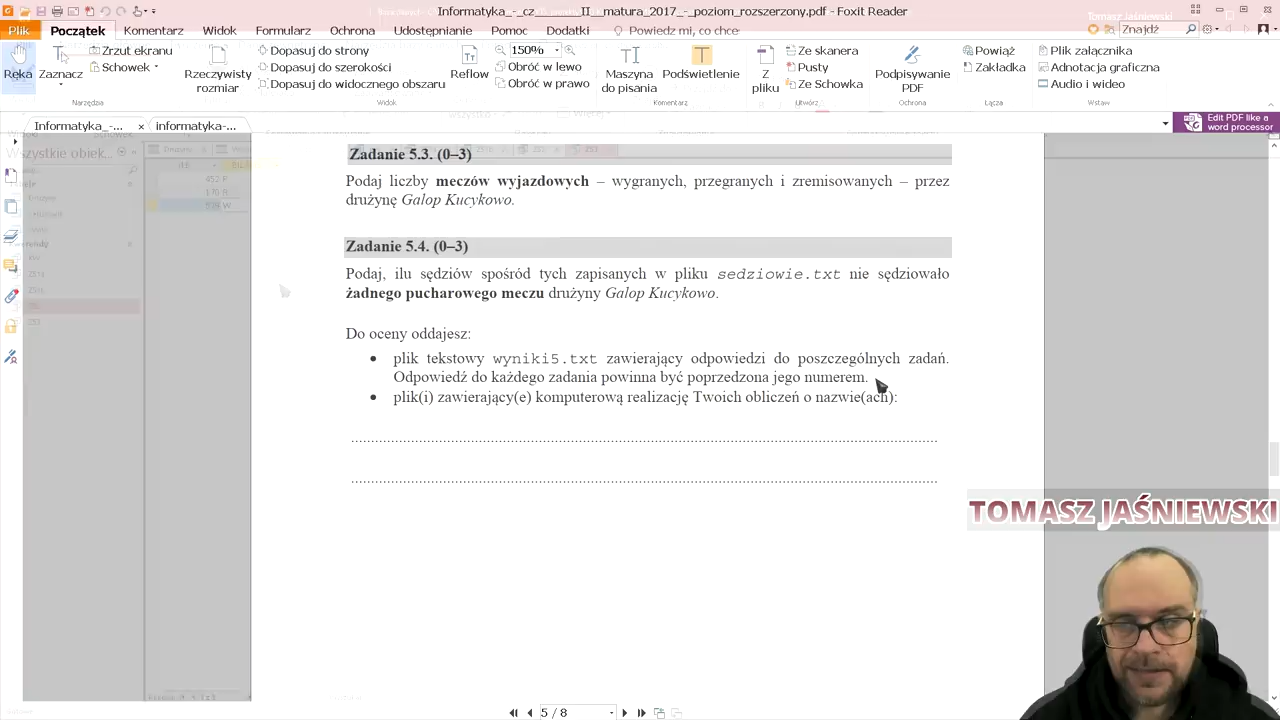 Informatyka_-_cz___II__matura_2017_-_poziom_rozszerzony.pdf - Foxit Reader
Tomasz Jaśniewski
Plik Początek Komentarz Widok Formularz Ochrona Udostępnianie Pomoc Dodatki Powiedz mi, co chce Znajdź
Zrzut ekranu Dopasuj do strony 150% Ze skanera Powiąż Plik załącznika
Ręka Zaznacz Schowek Rzeczywisty rozmiar Dopasuj do szerokości Reflow Obróć w lewo Maszyna do pisania Podświetlenie Z pliku Pusty Podpisywanie PDF Zakładka Adnotacja graficzna
Dopasuj do widocznego obszaru Obróć w prawo Ze Schowka Audio i wideo
Narzędzia Widok Komentarz Utwórz Ochrona Łącza Wstaw
Informatyka_-... informatyka-... Edit PDF like a word processor
Wszystkie obiek...
Zadanie 5.3. (0–3)
Podaj liczby meczów wyjazdowych – wygranych, przegranych i zremisowanych – przez
drużynę Galop Kucykowo.
Zadanie 5.4. (0–3)
Podaj, ilu sędziów spośród tych zapisanych w pliku sedziowie.txt nie sędziowało
żadnego pucharowego meczu drużyny Galop Kucykowo.
Do oceny oddajesz:
• plik tekstowy wyniki5.txt zawierający odpowiedzi do poszczególnych zadań.
Odpowiedź do każdego zadania powinna być poprzedzona jego numerem.
• plik(i) zawierający(e) komputerową realizację Twoich obliczeń o nazwie(ach):
TOMASZ JAŚNIEWSKI
5 / 8